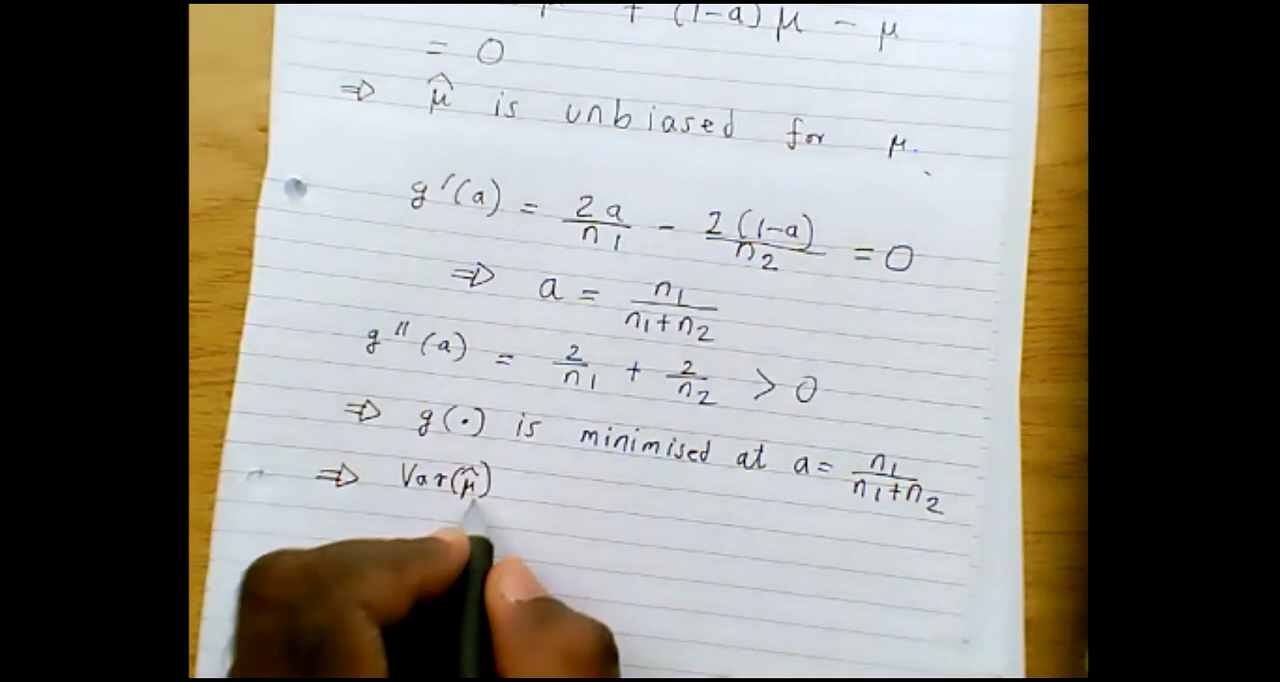 + (1-a) μ - μ
= 0
⇒ μ̂ is unbiased for μ.
g'(a) = 2a/n₁ - 2(1-a)/n₂ = 0
⇒ a = n₁/(n₁+n₂)
g''(a) = 2/n₁ + 2/n₂ > 0
⇒ g(·) is minimised at a = n₁/(n₁+n₂)
⇒ Var(μ̂)